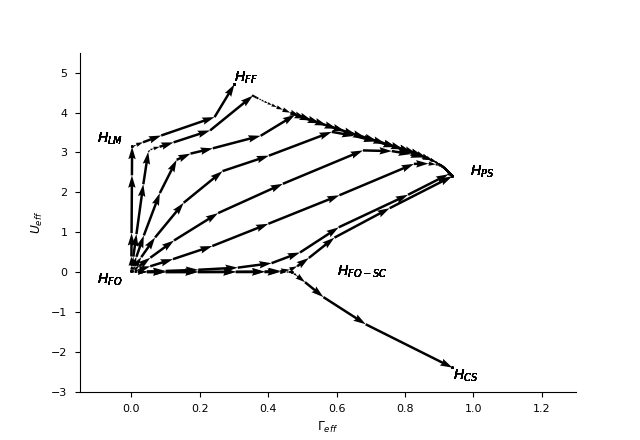 5
4
3
2
1
0
−1
−2
−3
U_eff
H_FF
H_LM
H_PS
H_FO
H_FO−SC
H_CS
0.0 0.2 0.4 0.6 0.8 1.0 1.2
Γ_eff